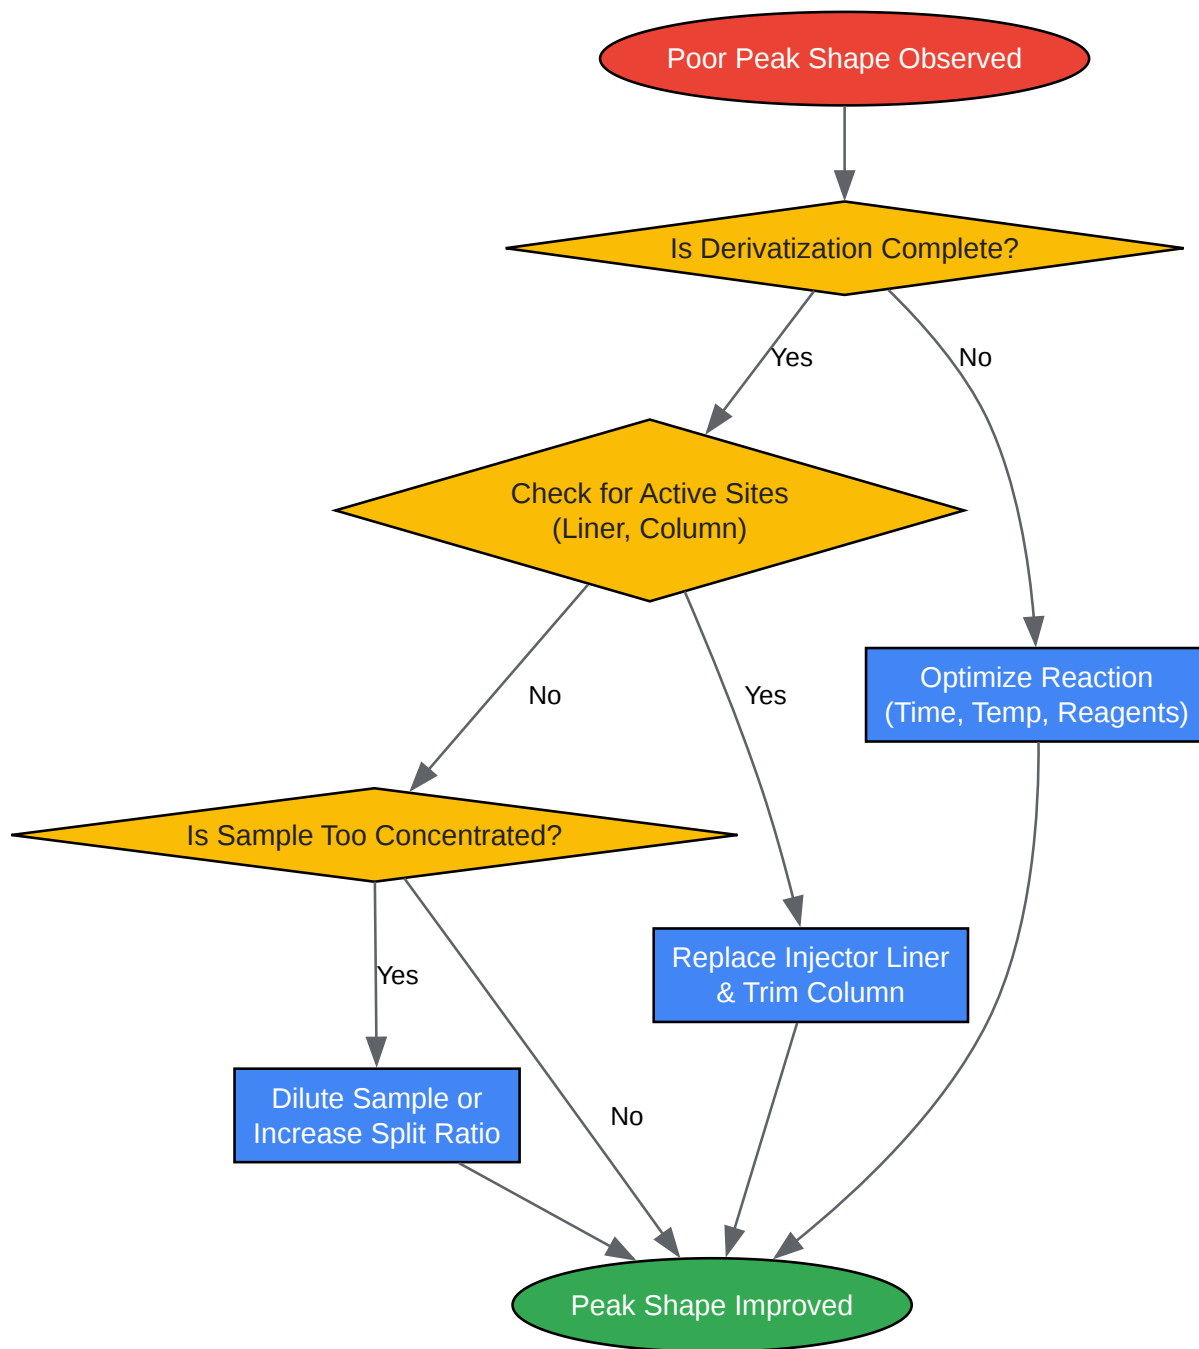 Poor Peak Shape Observed
Is Derivatization Complete?
Yes
No
Check for Active Sites
(Liner, Column)
No
Yes
Optimize Reaction
(Time, Temp, Reagents)
Is Sample Too Concentrated?
Yes
Replace Injector Liner
& Trim Column
Dilute Sample or
Increase Split Ratio
No
Peak Shape Improved